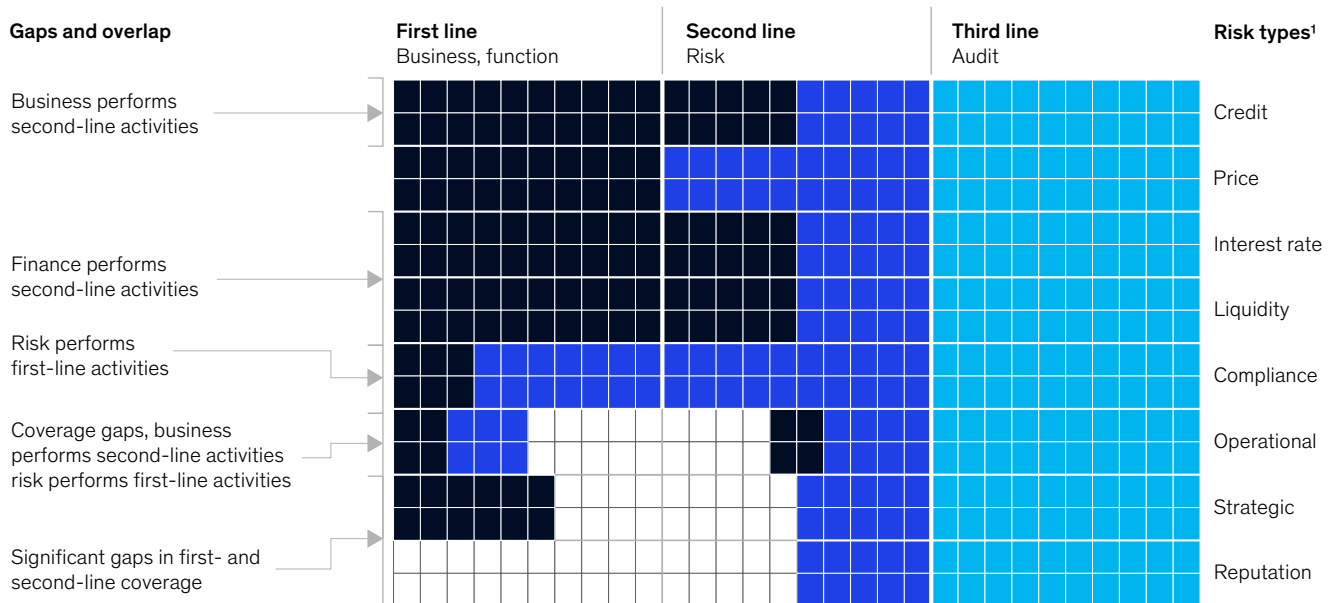 Gaps and overlap
First line
Business, function
Second line
Risk
Third line
Audit
Risk types¹
Business performs
second-line activities
Credit
Price
Finance performs
second-line activities
Interest rate
Liquidity
Risk performs
first-line activities
Compliance
Coverage gaps, business
performs second-line activities
risk performs first-line activities
Operational
Strategic
Significant gaps in first- and
second-line coverage
Reputation